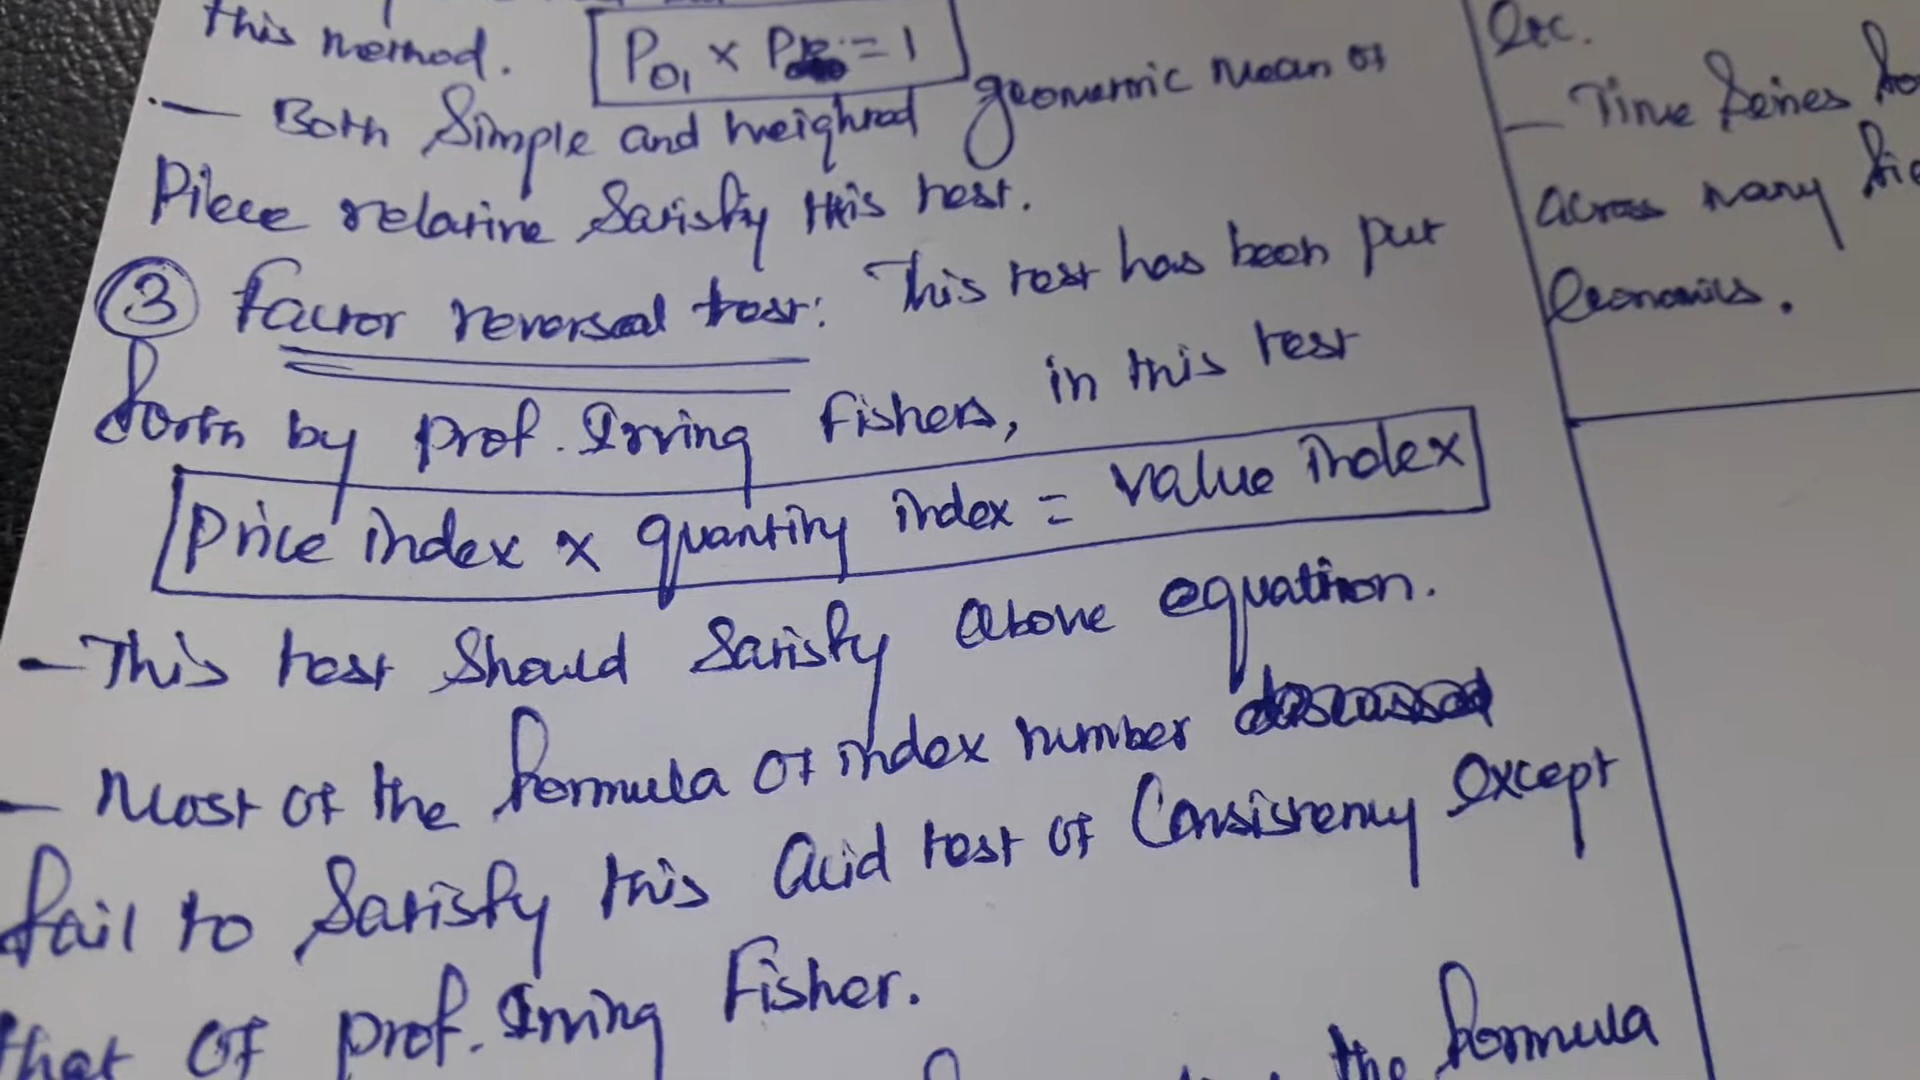 this method. P01 × P = 1
- Both Simple and weighted geometric mean of
Piece relative Satisfy this test.
③ Factor reversal test: This test has been put
forth by prof. Irving Fishers, in this test
Price index × quantity index = value index
- This test Should Satisfy above equation.
- Most of the formula of index number
fail to Satisfy this acid test of Consistency except
that of prof. Irving Fisher.
the formula
etc.
- Time Series
across many
Economics.